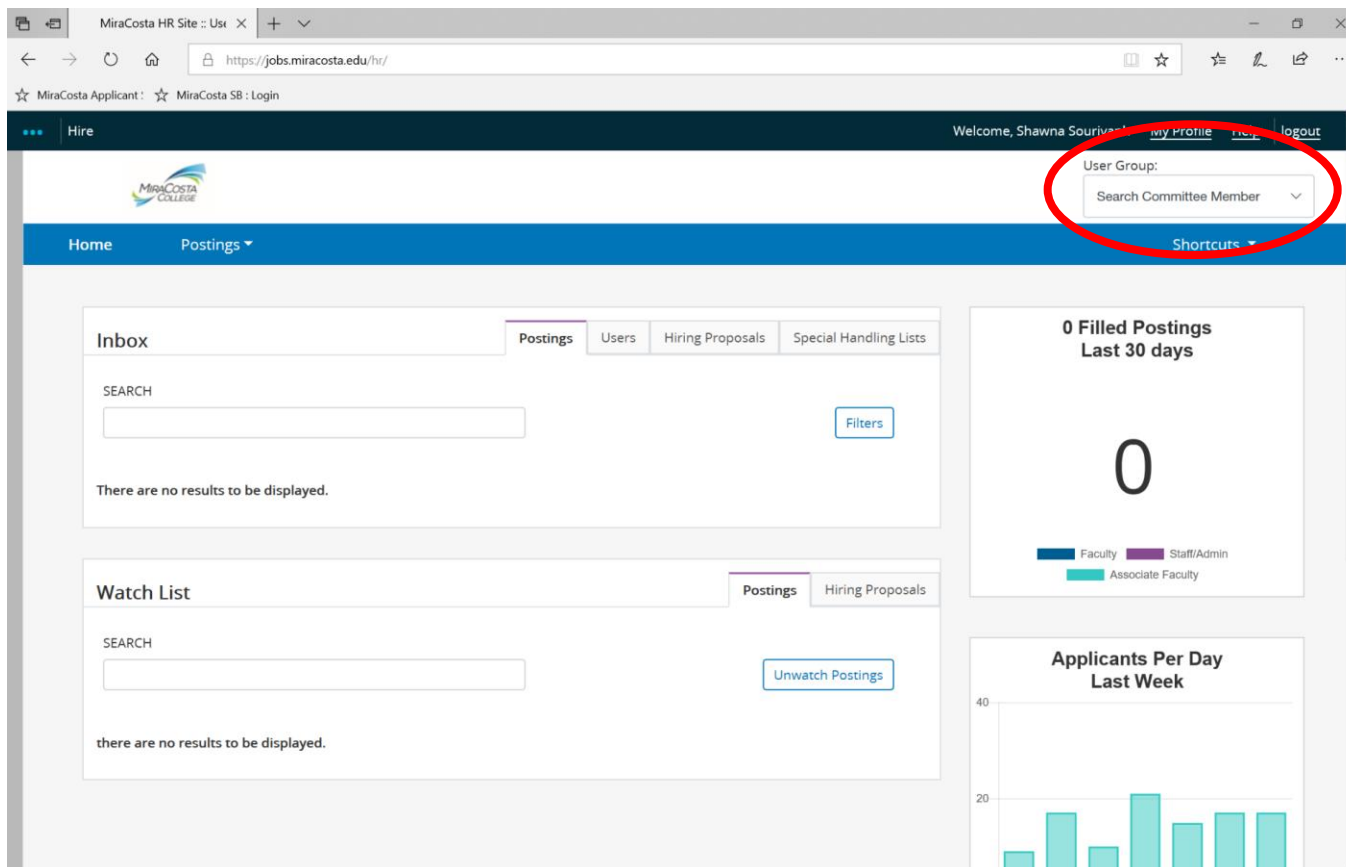 MiraCosta HR Site :: Use
https://jobs.miracosta.edu/hr/
MiraCosta Applicant S MiraCosta SB : Login
Hire Welcome, Shawna My Profile Help logout
MIRACOSTA
COLLEGE
User Group:
Search Committee Member
Home Postings Shortcuts
Inbox Postings Users Hiring Proposals Special Handling Lists
SEARCH
Filters
There are no results to be displayed.
Watch List Postings Hiring Proposals
SEARCH
Unwatch Postings
there are no results to be displayed.
0 Filled Postings
Last 30 days
0
Faculty Staff/Admin
Associate Faculty
Applicants Per Day
Last Week
40
20